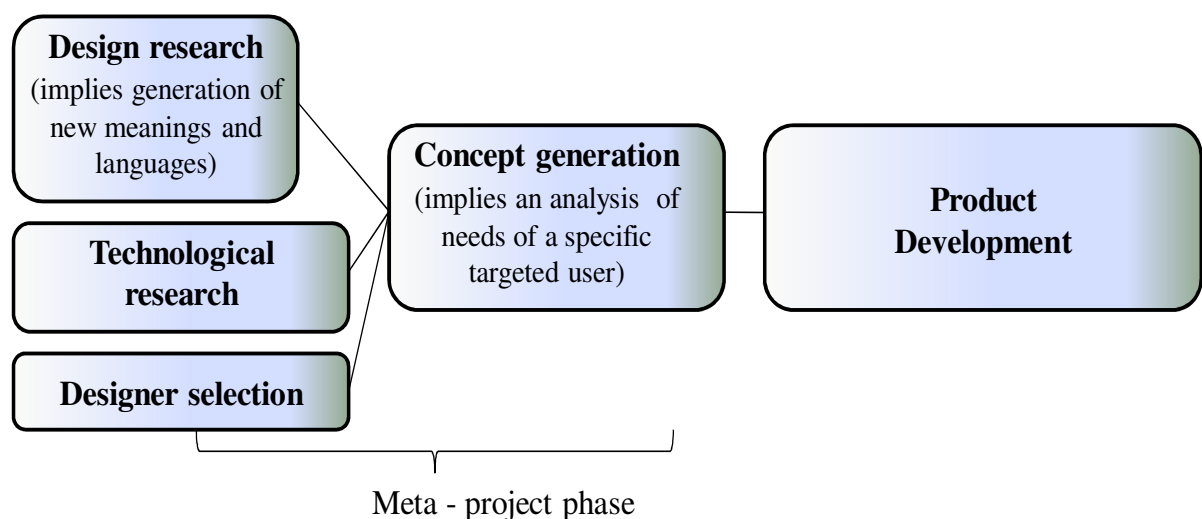 Design research
(implies generation of
new meanings and
languages)
Technological
research
Designer selection
Concept generation
(implies an analysis of
needs of a specific
targeted user)
Product
Development
Meta - project phase